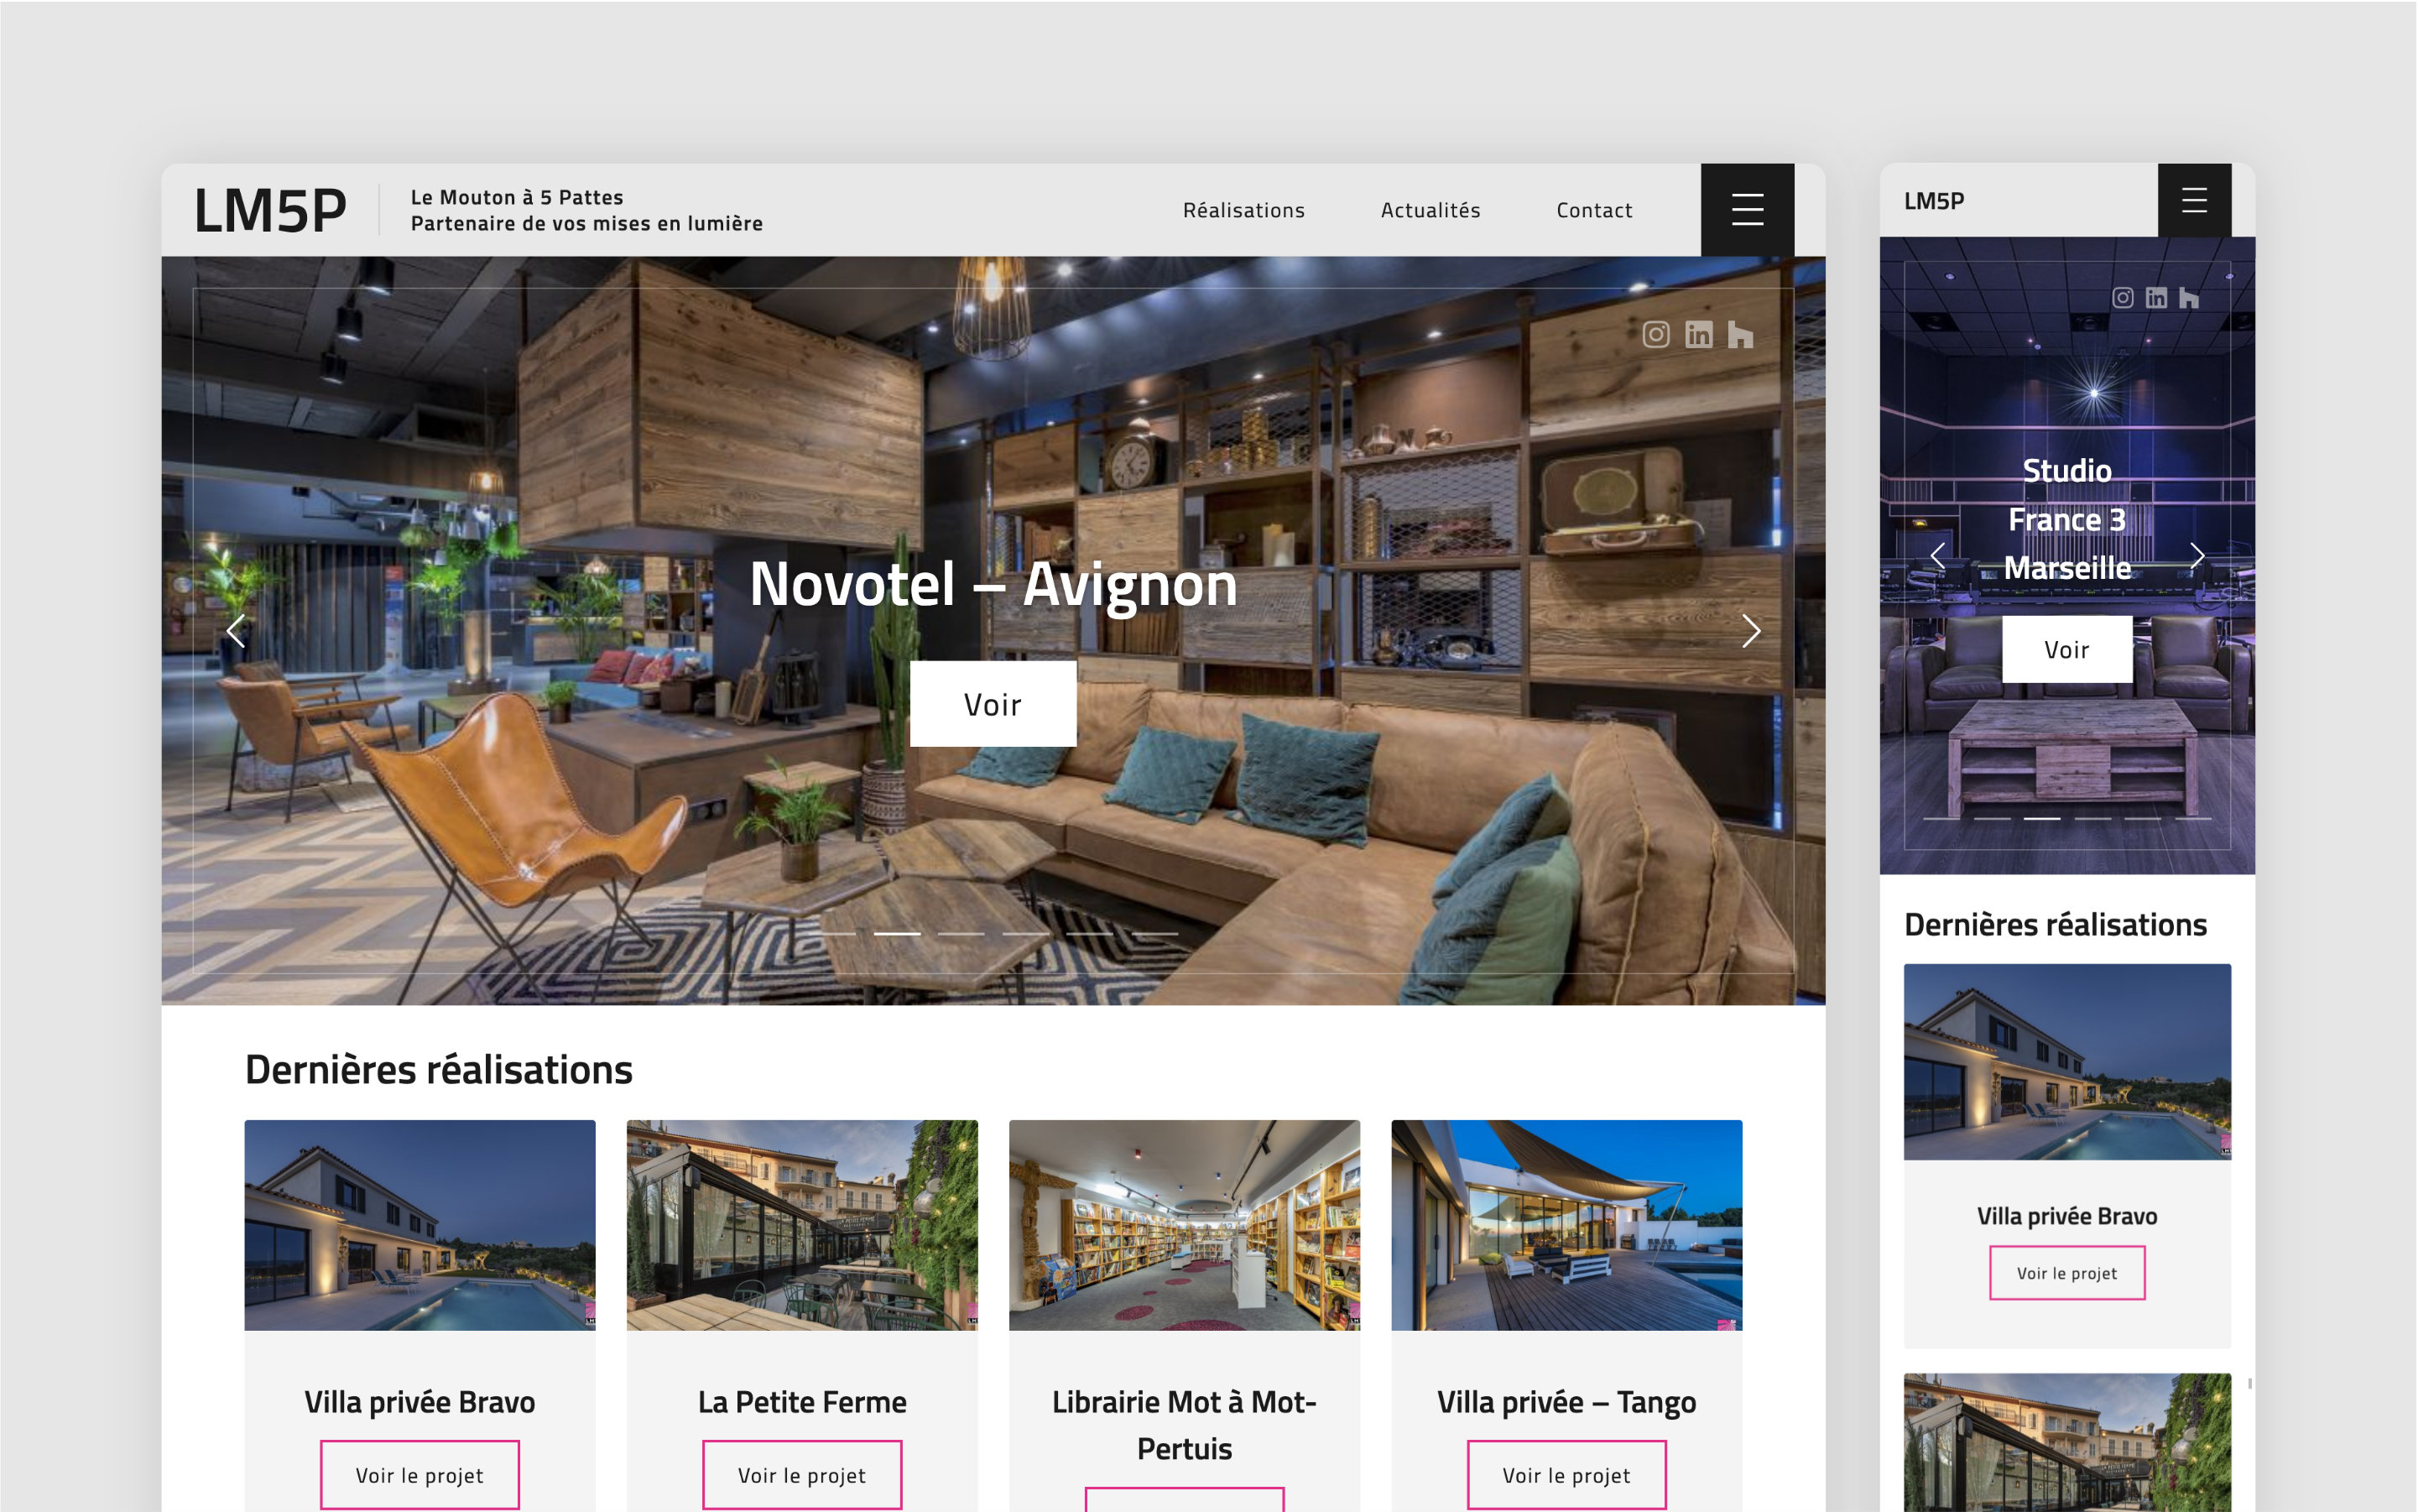 LM5P
Le Mouton à 5 Pattes
Partenaire de vos mises en lumière
Réalisations
Actualités
Contact
Novotel – Avignon
Voir
Dernières réalisations
Villa privée Bravo
Voir le projet
La Petite Ferme
Voir le projet
Librairie Mot à Mot-
Pertuis
Villa privée – Tango
Voir le projet
LM5P
Studio
France 3
Marseille
Voir
Dernières réalisations
Villa privée Bravo
Voir le projet